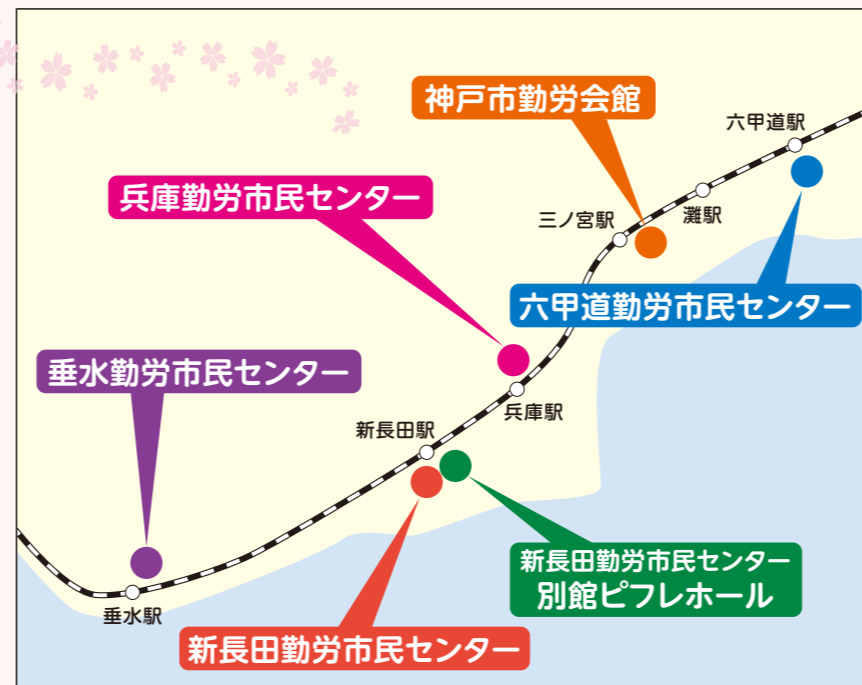 神戸市勤労会館
六甲道駅
兵庫勤労市民センター
灘駅
三ノ宮駅
六甲道勤労市民センター
垂水勤労市民センター
兵庫駅
新長田駅
新長田勤労市民センター
別館ピフレホール
垂水駅
新長田勤労市民センター